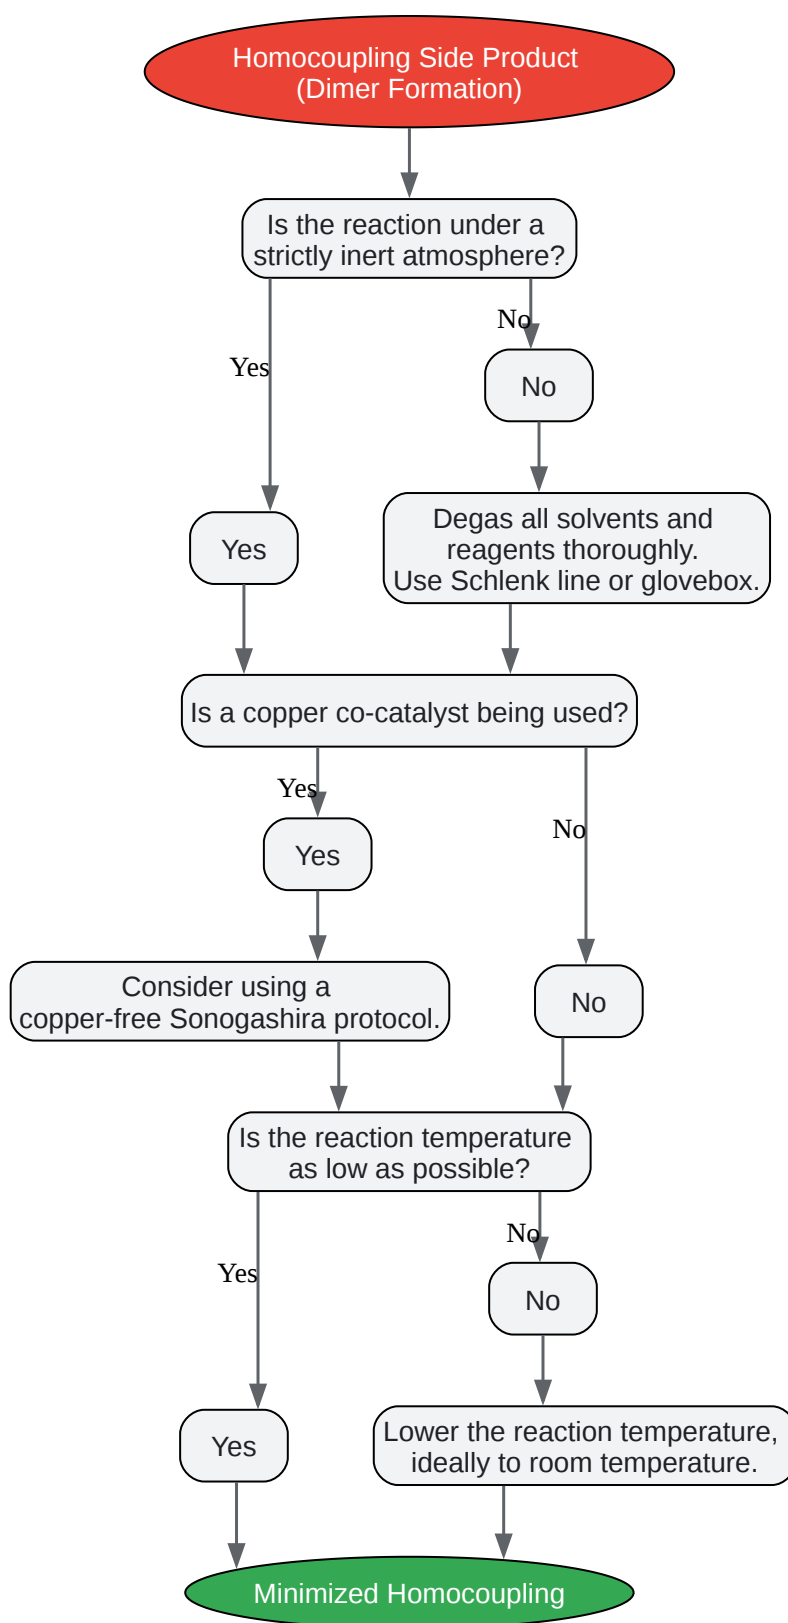 Homocoupling Side Product
(Dimer Formation)
Is the reaction under a
strictly inert atmosphere?
No
Yes
No
Degas all solvents and
reagents thoroughly.
Use Schlenk line or glovebox.
Yes
Is a copper co-catalyst being used?
Yes
No
Yes
Consider using a
copper-free Sonogashira protocol.
No
Is the reaction temperature
as low as possible?
No
Yes
No
Lower the reaction temperature,
ideally to room temperature.
Yes
Minimized Homocoupling